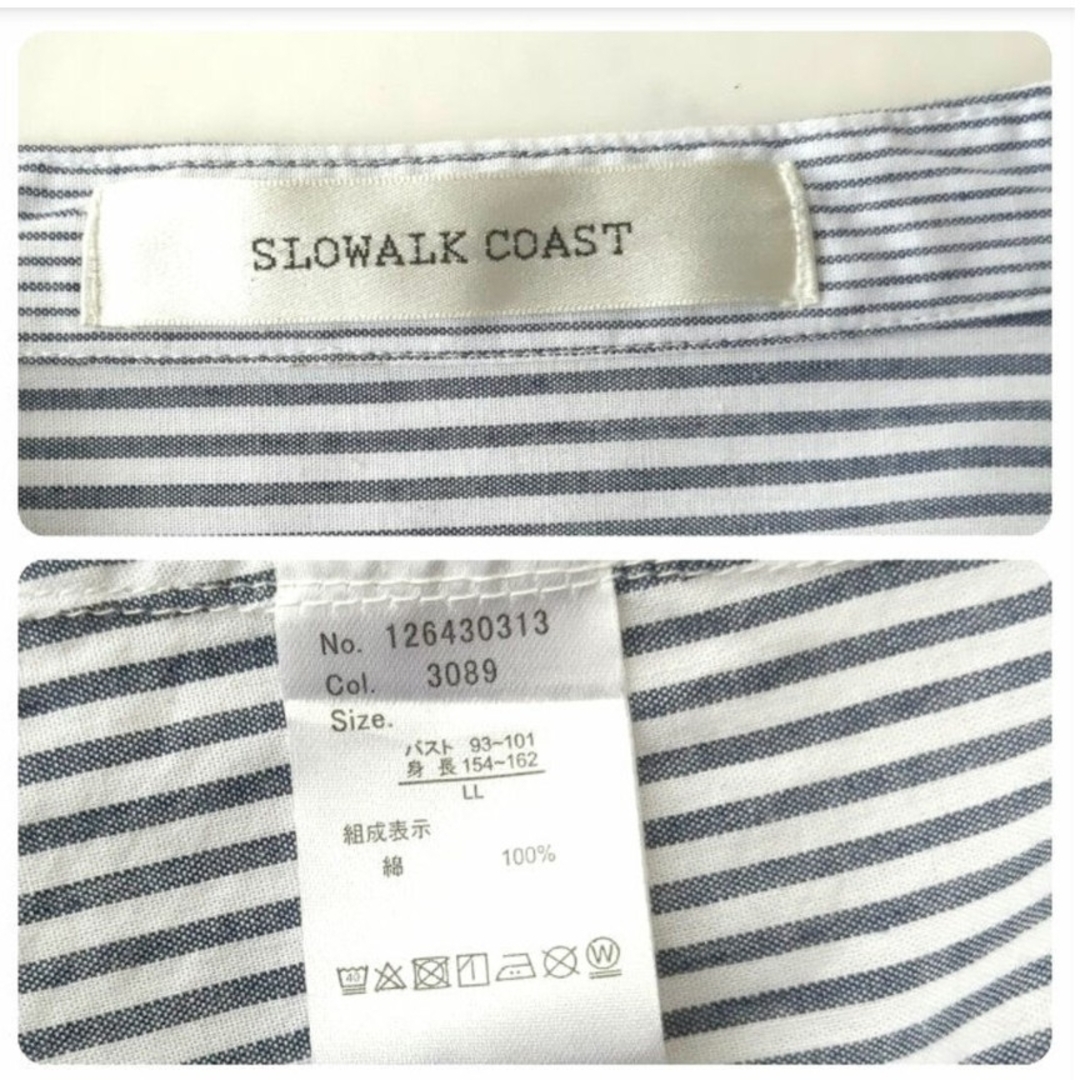 SLOWALK COAST
No. 126430313
Col. 3089
Size.
バスト 93~101
身長 154~162
LL
組成表示
綿 100%
40
W